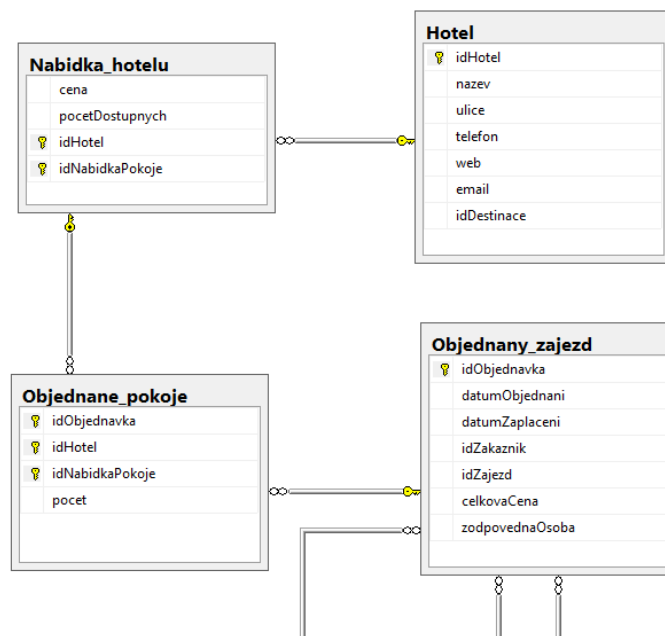 Nabidka_hotelu
cena
pocetDostupnych
idHotel
idNabidkaPokoje
Hotel
idHotel
nazev
ulice
telefon
web
email
idDestinace
Objednane_pokoje
idObjednavka
idHotel
idNabidkaPokoje
pocet
Objednany_zajezd
idObjednavka
datumObjednani
datumZaplaceni
idZakaznik
idZajezd
celkovaCena
zodpovednaOsoba